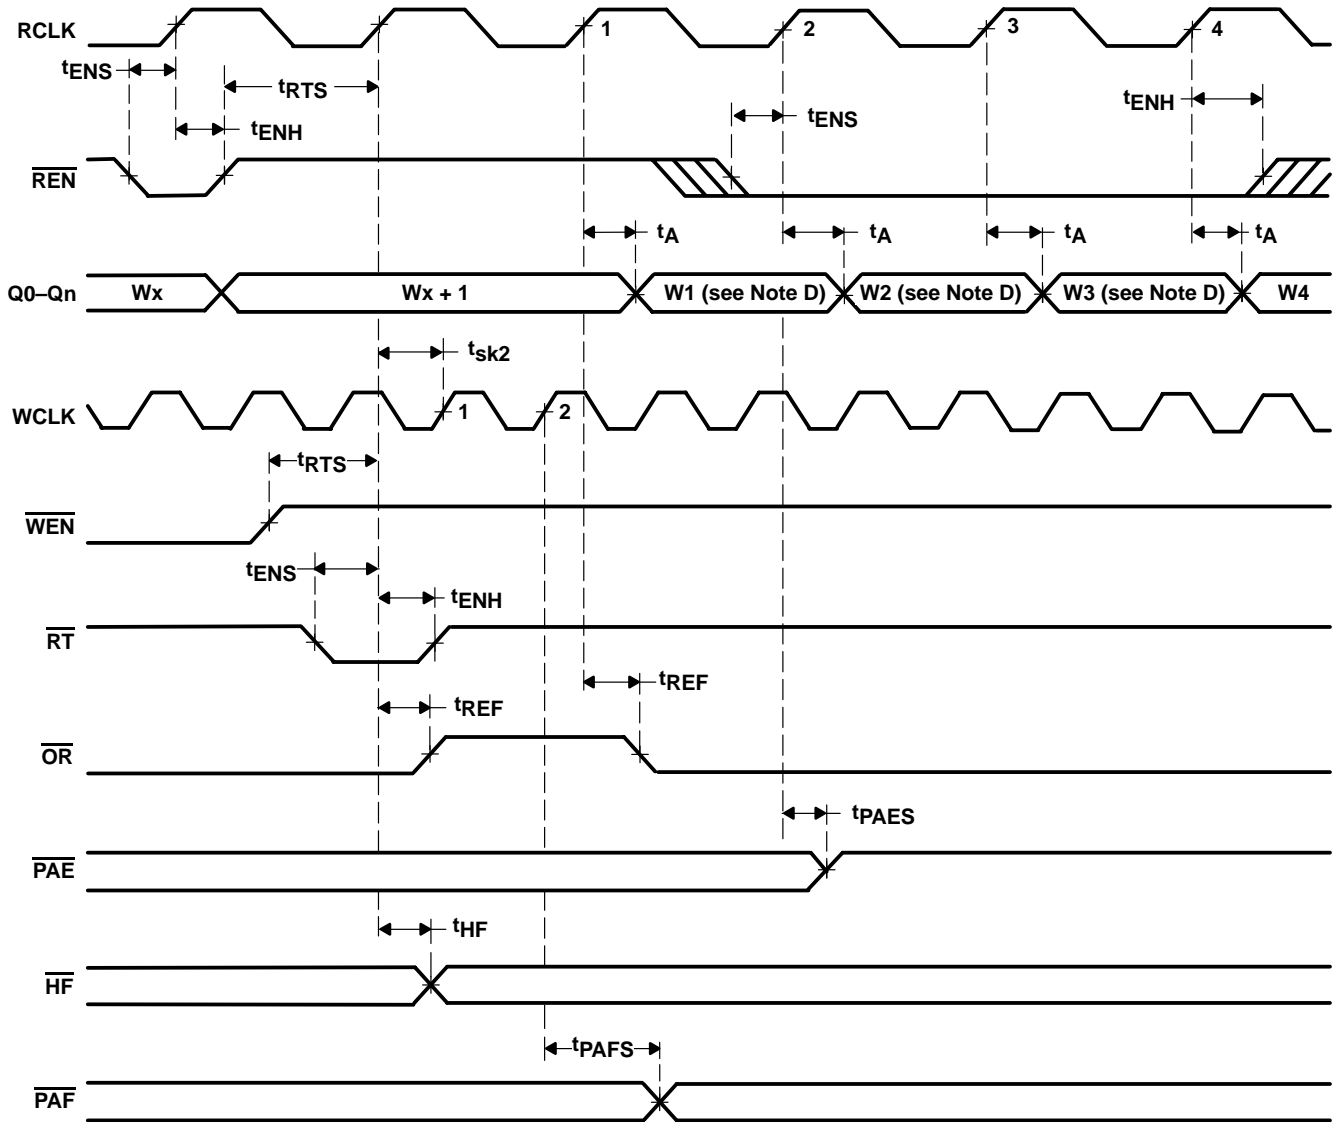 RCLK
1
2
3
4
tENS
tRTS
tENH
tENH
tENS
REN
tA
tA
tA
tA
Q0–Qn
Wx
Wx + 1
W1 (see Note D)
W2 (see Note D)
W3 (see Note D)
W4
tsk2
WCLK
1
2
tRTS
WEN
tENS
tENH
RT
tREF
tREF
OR
tPAES
PAE
tHF
HF
tPAFS
PAF